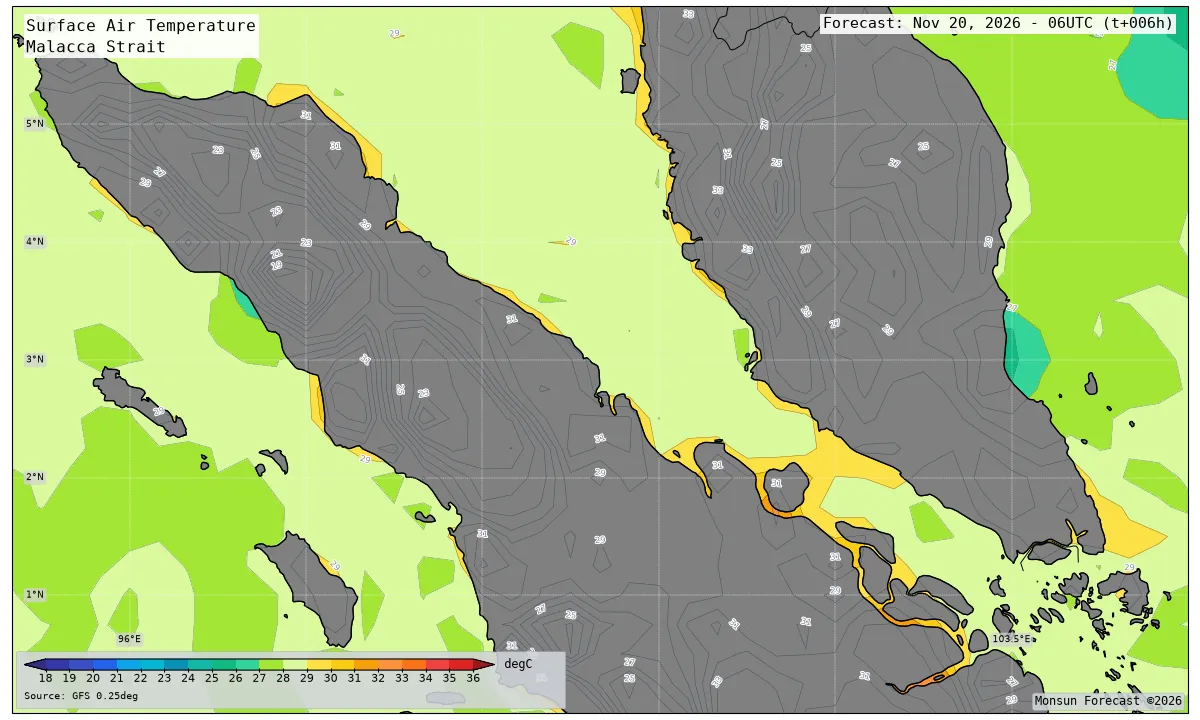 Surface Air Temperature
Malacca Strait
Forecast: Nov 20, 2026 - 06UTC (t+006h)
5°N
4°N
3°N
2°N
1°N
96°E
103.5°E
degC
18 19 20 21 22 23 24 25 26 27 28 29 30 31 32 33 34 35 36
Source: GFS 0.25deg
Monsun Forecast ©2026